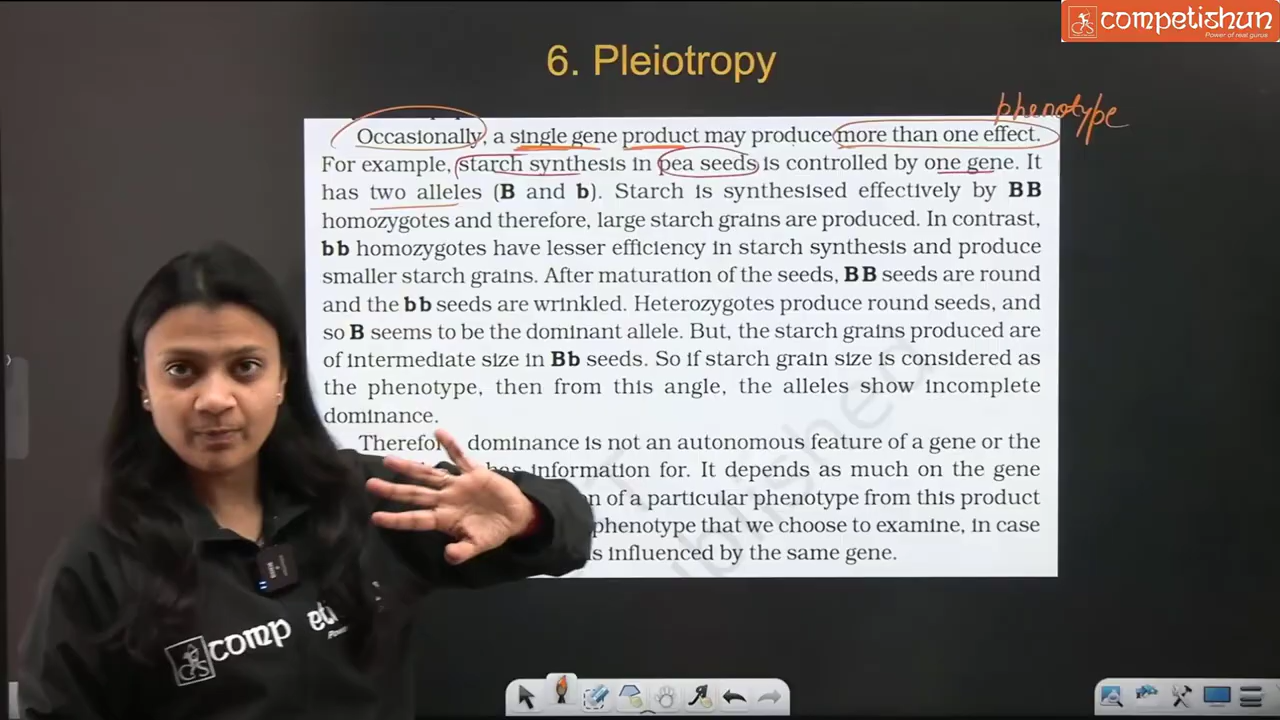 competishun
Power of real gurus
6. Pleiotropy
phenotype
Occasionally, a single gene product may produce more than one effect.
For example, starch synthesis in pea seeds is controlled by one gene. It
has two alleles (B and b). Starch is synthesised effectively by BB
homozygotes and therefore, large starch grains are produced. In contrast,
bb homozygotes have lesser efficiency in starch synthesis and produce
smaller starch grains. After maturation of the seeds, BB seeds are round
and the bb seeds are wrinkled. Heterozygotes produce round seeds, and
so B seems to be the dominant allele. But, the starch grains produced are
of intermediate size in Bb seeds. So if starch grain size is considered as
the phenotype, then from this angle, the alleles show incomplete
dominance.
dominance is not an autonomous feature of a gene or the
has information for. It depends as much on the gene
of a particular phenotype from this product
phenotype that we choose to examine, in case
influenced by the same gene.
Pleiotropy